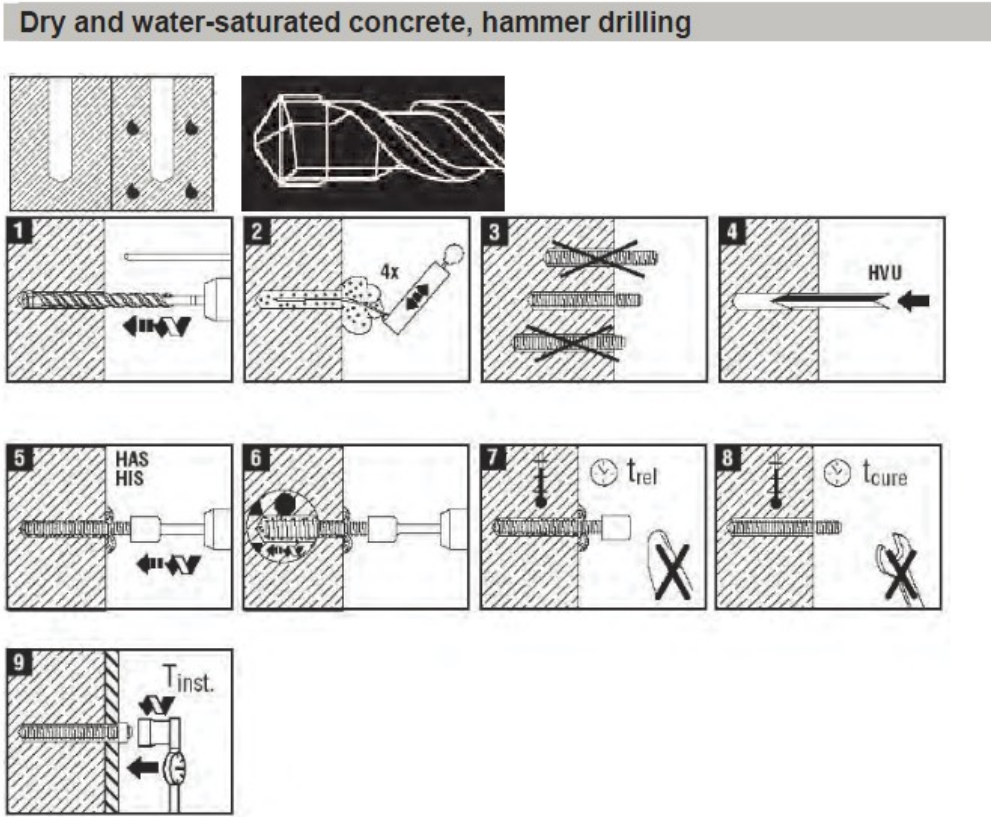 Dry and water-saturated concrete, hammer drilling
1
2
4x
3
4
HVU
5
HAS
HIS
6
7
trel
8
tcure
9
Tinst.